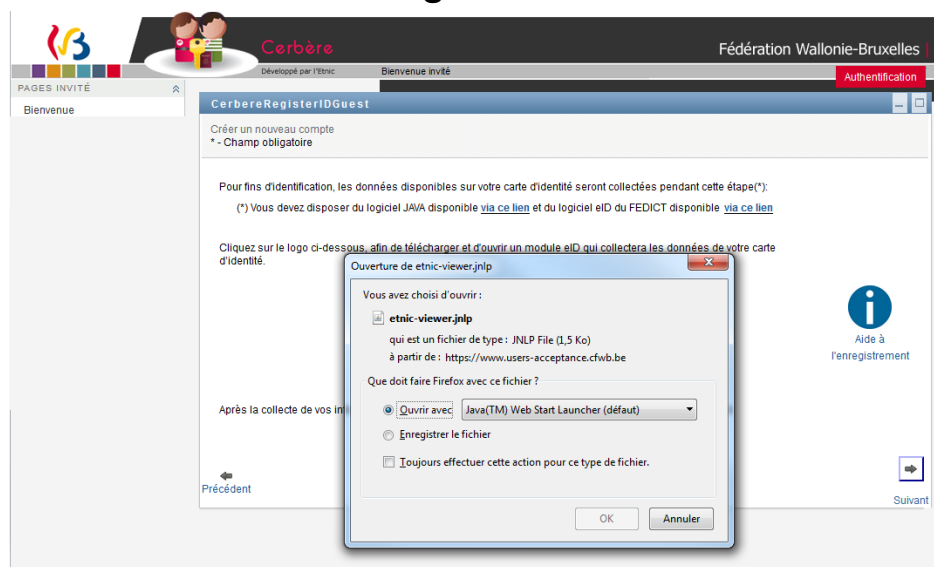 Cerbère
Fédération Wallonie-Bruxelles
Développé par l'Etnic
Bienvenue invité
Authentification
PAGES INVITÉ
Bienvenue
CerbereRegisterIDGuest
Créer un nouveau compte
* - Champ obligatoire
Pour fins d'identification, les données disponibles sur votre carte d'identité seront collectées pendant cette étape(*):
(*) Vous devez disposer du logiciel JAVA disponible via ce lien et du logiciel eID du FEDICT disponible via ce lien
Cliquez sur le logo ci-dessous, afin de télécharger et d'ouvrir un module eID qui collectera les données de votre carte
d'identité.
Ouverture de etnic-viewer.jnlp
Vous avez choisi d'ouvrir :
etnic-viewer.jnlp
qui est un fichier de type : JNLP File (1,5 Ko)
à partir de : https://www.users-acceptance.cfwb.be
Que doit faire Firefox avec ce fichier ?
Ouvrir avec Java(TM) Web Start Launcher (défaut)
Enregistrer le fichier
Toujours effectuer cette action pour ce type de fichier.
OK Annuler
Aide à
l'enregistrement
Après la collecte de vos
Précédent
Suivant